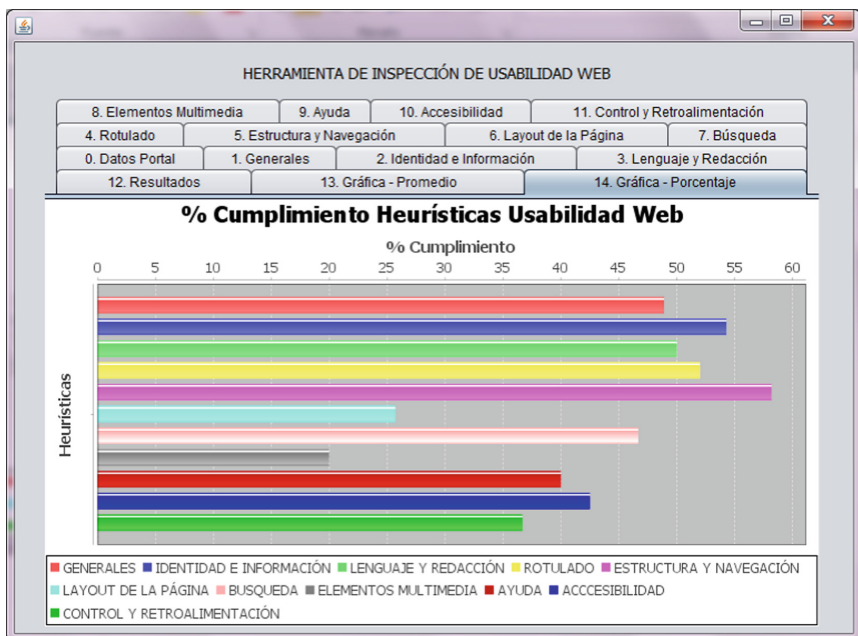 HERRAMIENTA DE INSPECCIÓN DE USABILIDAD WEB
8. Elementos Multimedia 9. Ayuda 10. Accesibilidad 11. Control y Retroalimentación
4. Rotulado 5. Estructura y Navegación 6. Layout de la Página 7. Búsqueda
0. Datos Portal 1. Generales 2. Identidad e Información 3. Lenguaje y Redacción
12. Resultados 13. Gráfica - Promedio 14. Gráfica - Porcentaje
% Cumplimiento Heurísticas Usabilidad Web
% Cumplimiento
0 5 10 15 20 25 30 35 40 45 50 55 60
Heurísticas
GENERALES IDENTIDAD E INFORMACIÓN LENGUAJE Y REDACCIÓN ROTULADO ESTRUCTURA Y NAVEGACIÓN
LAYOUT DE LA PÁGINA BUSQUEDA ELEMENTOS MULTIMEDIA AYUDA ACCCESIBILIDAD
CONTROL Y RETROALIMENTACIÓN